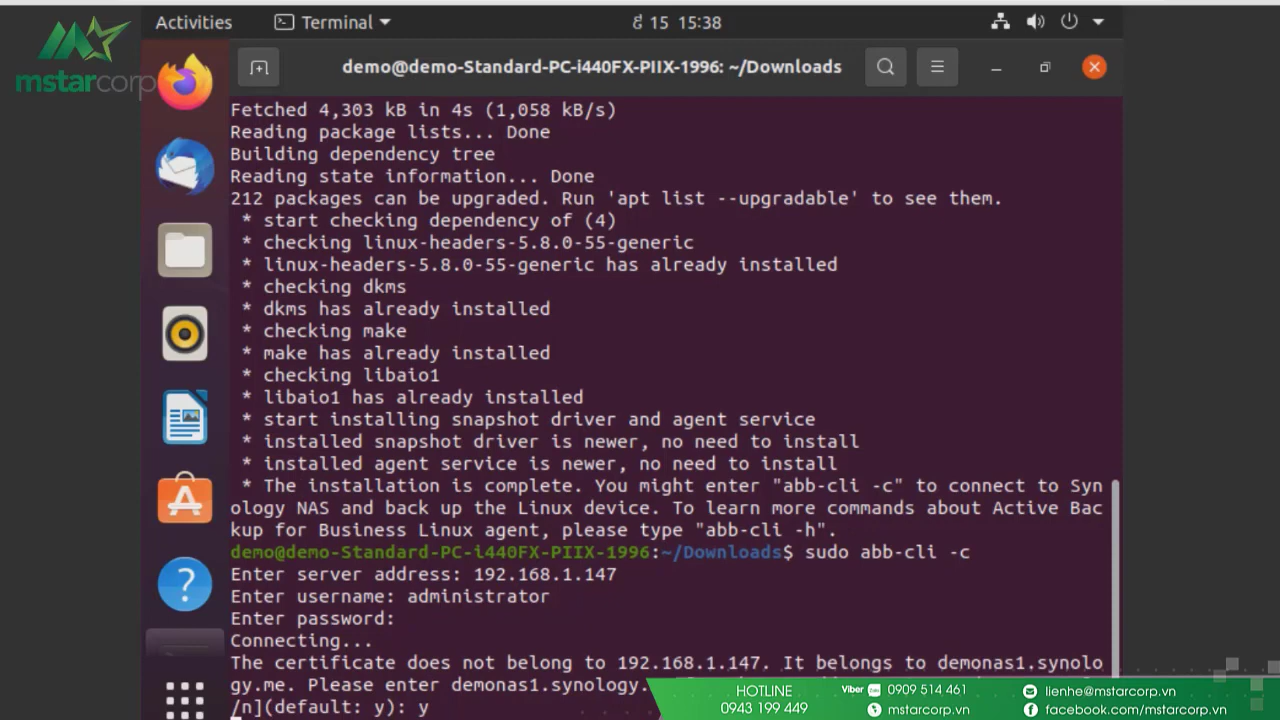 Activities
Terminal
ธ 15 15:38
mstarcorp
demo@demo-Standard-PC-i440FX-PIIX-1996: ~/Downloads
Fetched 4,303 kB in 4s (1,058 kB/s)
Reading package lists... Done
Building dependency tree
Reading state information... Done
212 packages can be upgraded. Run 'apt list --upgradable' to see them.
* start checking dependency of (4)
* checking linux-headers-5.8.0-55-generic
* linux-headers-5.8.0-55-generic has already installed
* checking dkms
* dkms has already installed
* checking make
* make has already installed
* checking libaio1
* libaio1 has already installed
* start installing snapshot driver and agent service
* installed snapshot driver is newer, no need to install
* installed agent service is newer, no need to install
* The installation is complete. You might enter "abb-cli -c" to connect to Syn
ology NAS and back up the Linux device. To learn more commands about Active Bac
kup for Business Linux agent, please type "abb-cli -h".
demo@demo-Standard-PC-i440FX-PIIX-1996:~/Downloads$ sudo abb-cli -c
Enter server address: 192.168.1.147
Enter username: administrator
Enter password:
Connecting...
The certificate does not belong to 192.168.1.147. It belongs to demonas1.synolo
gy.me. Please enter demonas1.synology.
/n](default: y): y
HOTLINE
0943 199 449
Viber Zalo 0909 514 461
mstarcorp.vn
lienhe@mstarcorp.vn
facebook.com/mstarcorp.vn